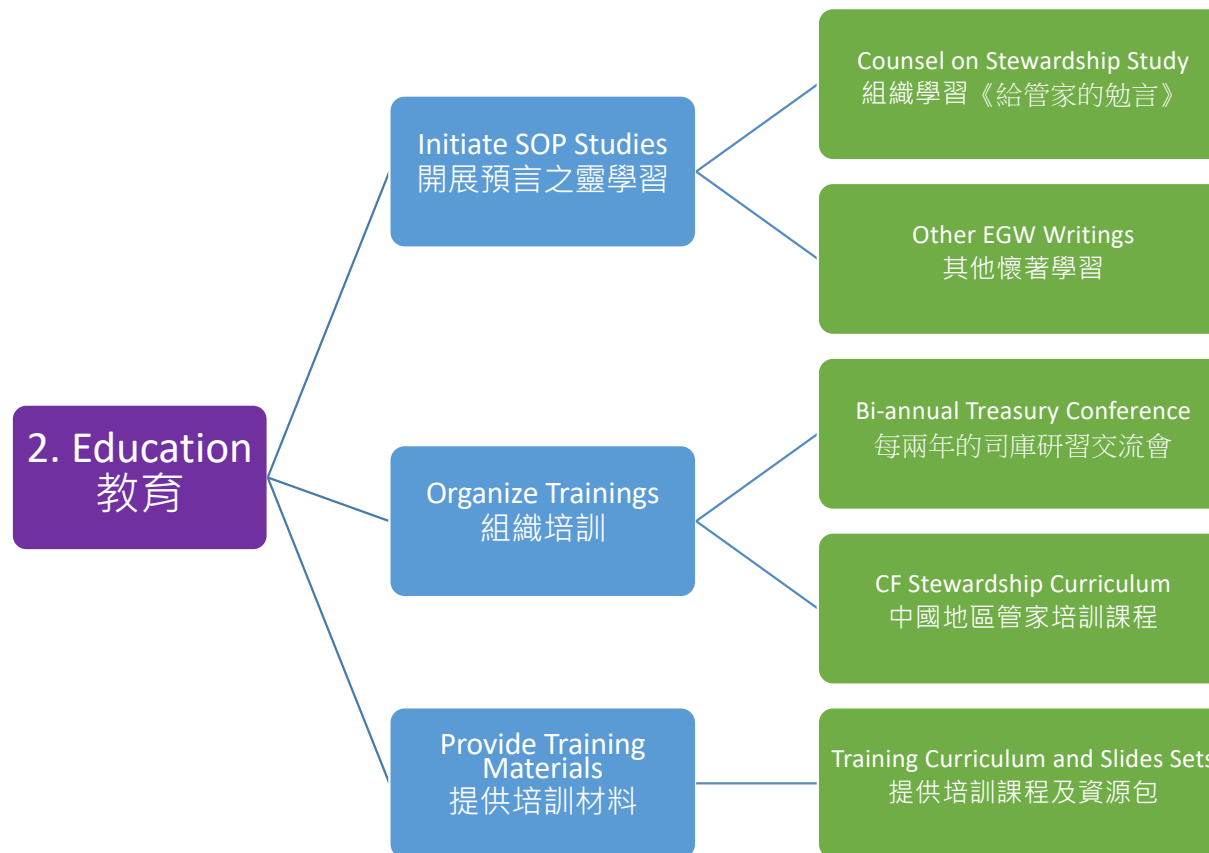 2. Education
教育
Initiate SOP Studies
開展預言之靈學習
Counsel on Stewardship Study
組織學習《給管家的勉言》
Other EGW Writings
其他懷著學習
Organize Trainings
組織培訓
Bi-annual Treasury Conference
每兩年的司庫研習交流會
CF Stewardship Curriculum
中國地區管家培訓課程
Provide Training
Materials
提供培訓材料
Training Curriculum and Slides Sets
提供培訓課程及資源包